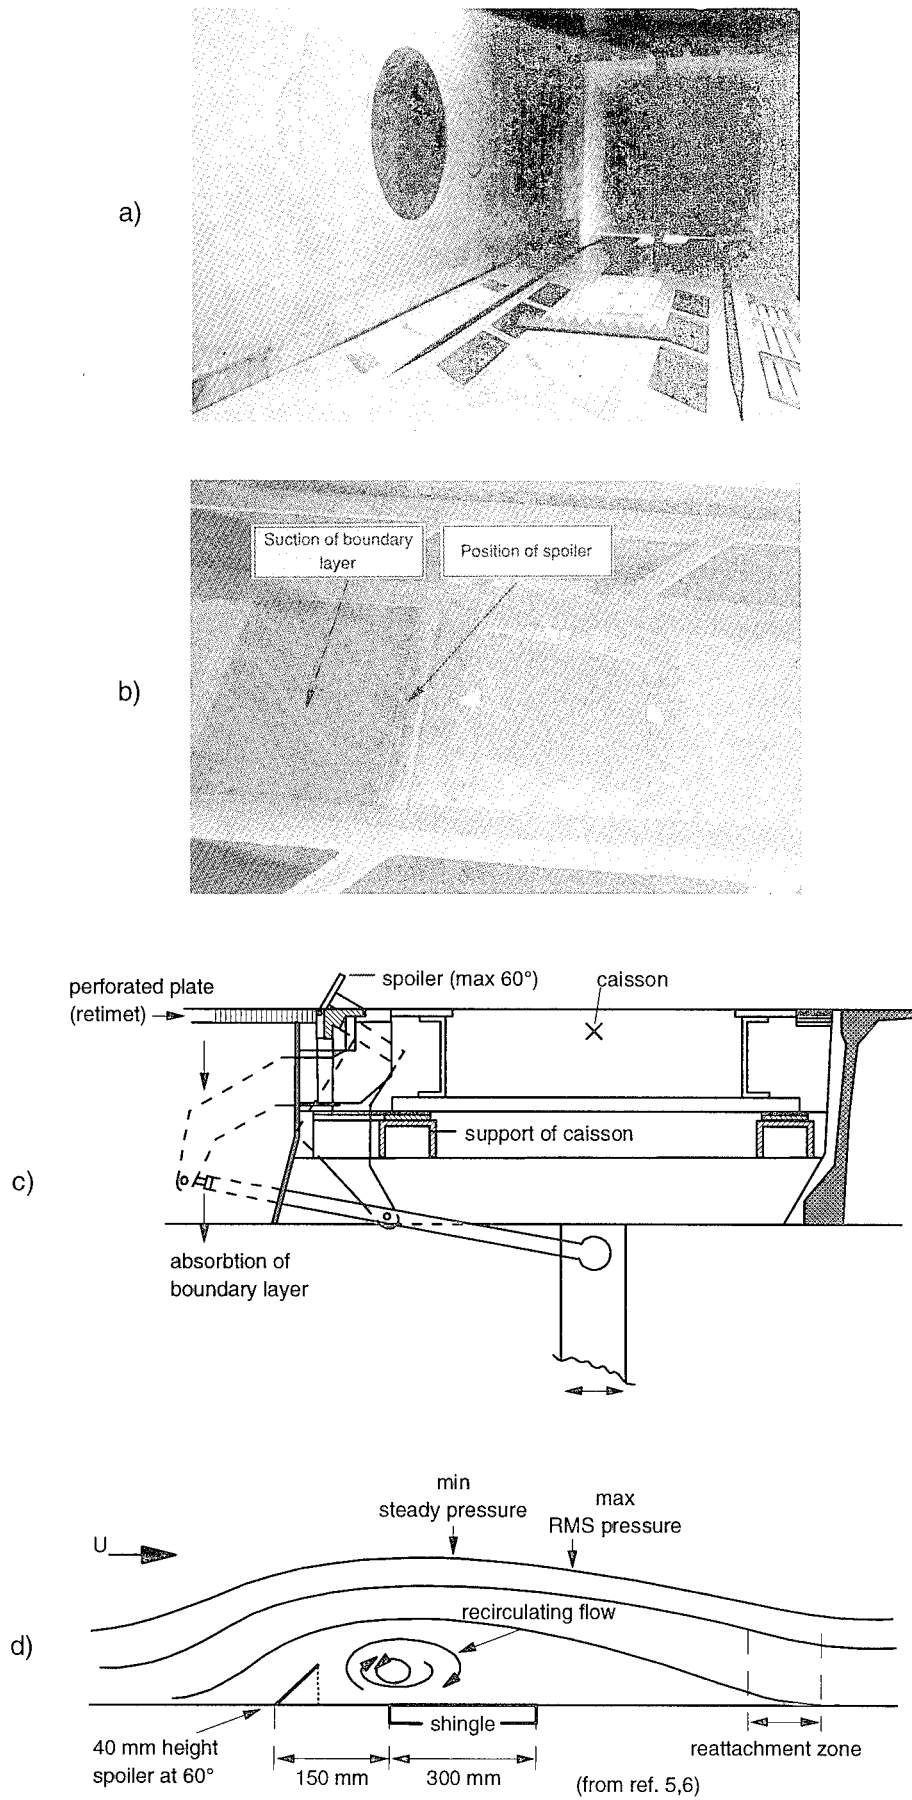 a)
Suction of boundary
layer
Position of spoiler
b)
spoiler (max 60°)
caisson
perforated plate
(retimet)
support of caisson
c)
absorbtion of
boundary layer
min
steady pressure
max
RMS pressure
U
recirculating flow
d)
shingle
40 mm height
spoiler at 60°
150 mm
300 mm
reattachment zone
(from ref. 5,6)